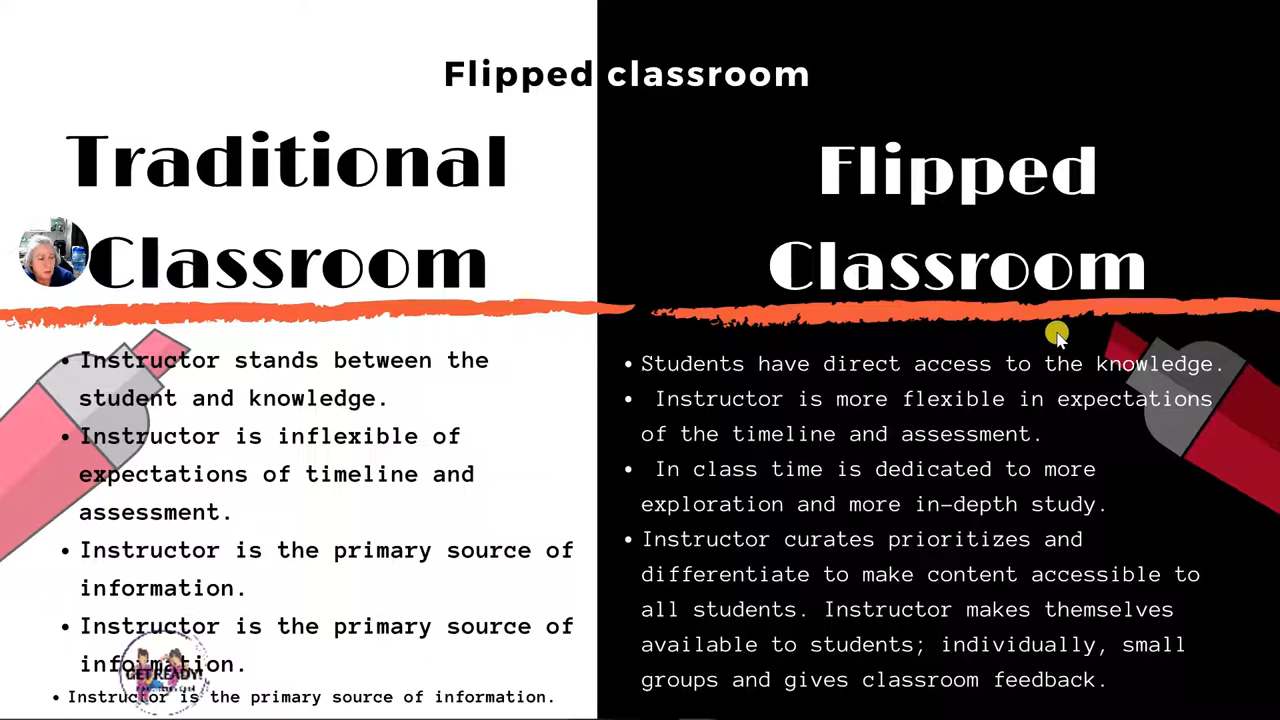 Flipped classroom
Traditional
Classroom
Instructor stands between the
student and knowledge.
Instructor is inflexible of
expectations of timeline and
assessment.
Instructor is the primary source of
information.
Instructor is the primary source of
information.
Instructor is the primary source of information.
GET READY!
Flipped
Classroom
Students have direct access to the knowledge.
Instructor is more flexible in expectations
of the timeline and assessment.
In class time is dedicated to more
exploration and more in-depth study.
Instructor curates prioritizes and
differentiate to make content accessible to
all students. Instructor makes themselves
available to students; individually, small
groups and gives classroom feedback.